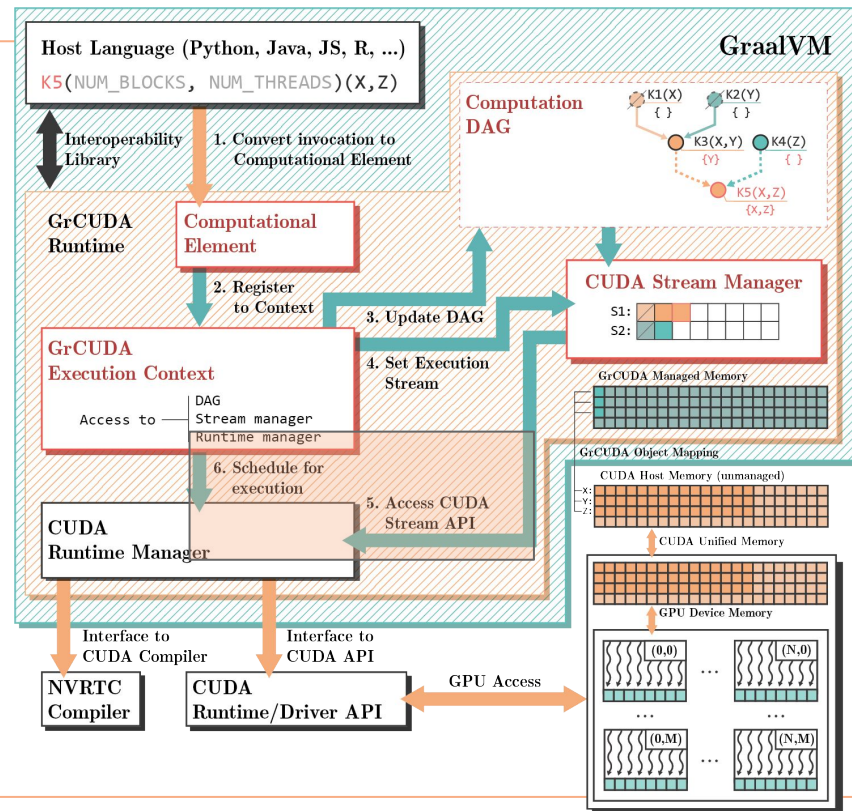 Host Language (Python, Java, JS, R, ...)
K5(NUM_BLOCKS, NUM_THREADS)(X,Z)
GraalVM
Interoperability
Library
1. Convert invocation to
Computational Element
Computation
DAG
K1(X)
{ }
K2(Y)
{ }
K3(X,Y)
{Y}
K4(Z)
{ }
K5(X,Z)
{X,Z}
GrCUDA
Runtime
Computational
Element
2. Register
to Context
3. Update DAG
CUDA Stream Manager
S1:
S2:
GrCUDA
Execution Context
Access to
DAG
Stream manager
Runtime manager
4. Set Execution
Stream
GrCUDA Managed Memory
GrCUDA Object Mapping
6. Schedule for
execution
5. Access CUDA
Stream API
CUDA Host Memory (unmanaged)
X:
Y:
Z:
CUDA
Runtime Manager
CUDA Unified Memory
GPU Device Memory
Interface to
CUDA Compiler
Interface to
CUDA API
NVRTC
Compiler
CUDA
Runtime/Driver API
GPU Access
(0,0)
...
(N,0)
...
...
(0,M)
...
(N,M)